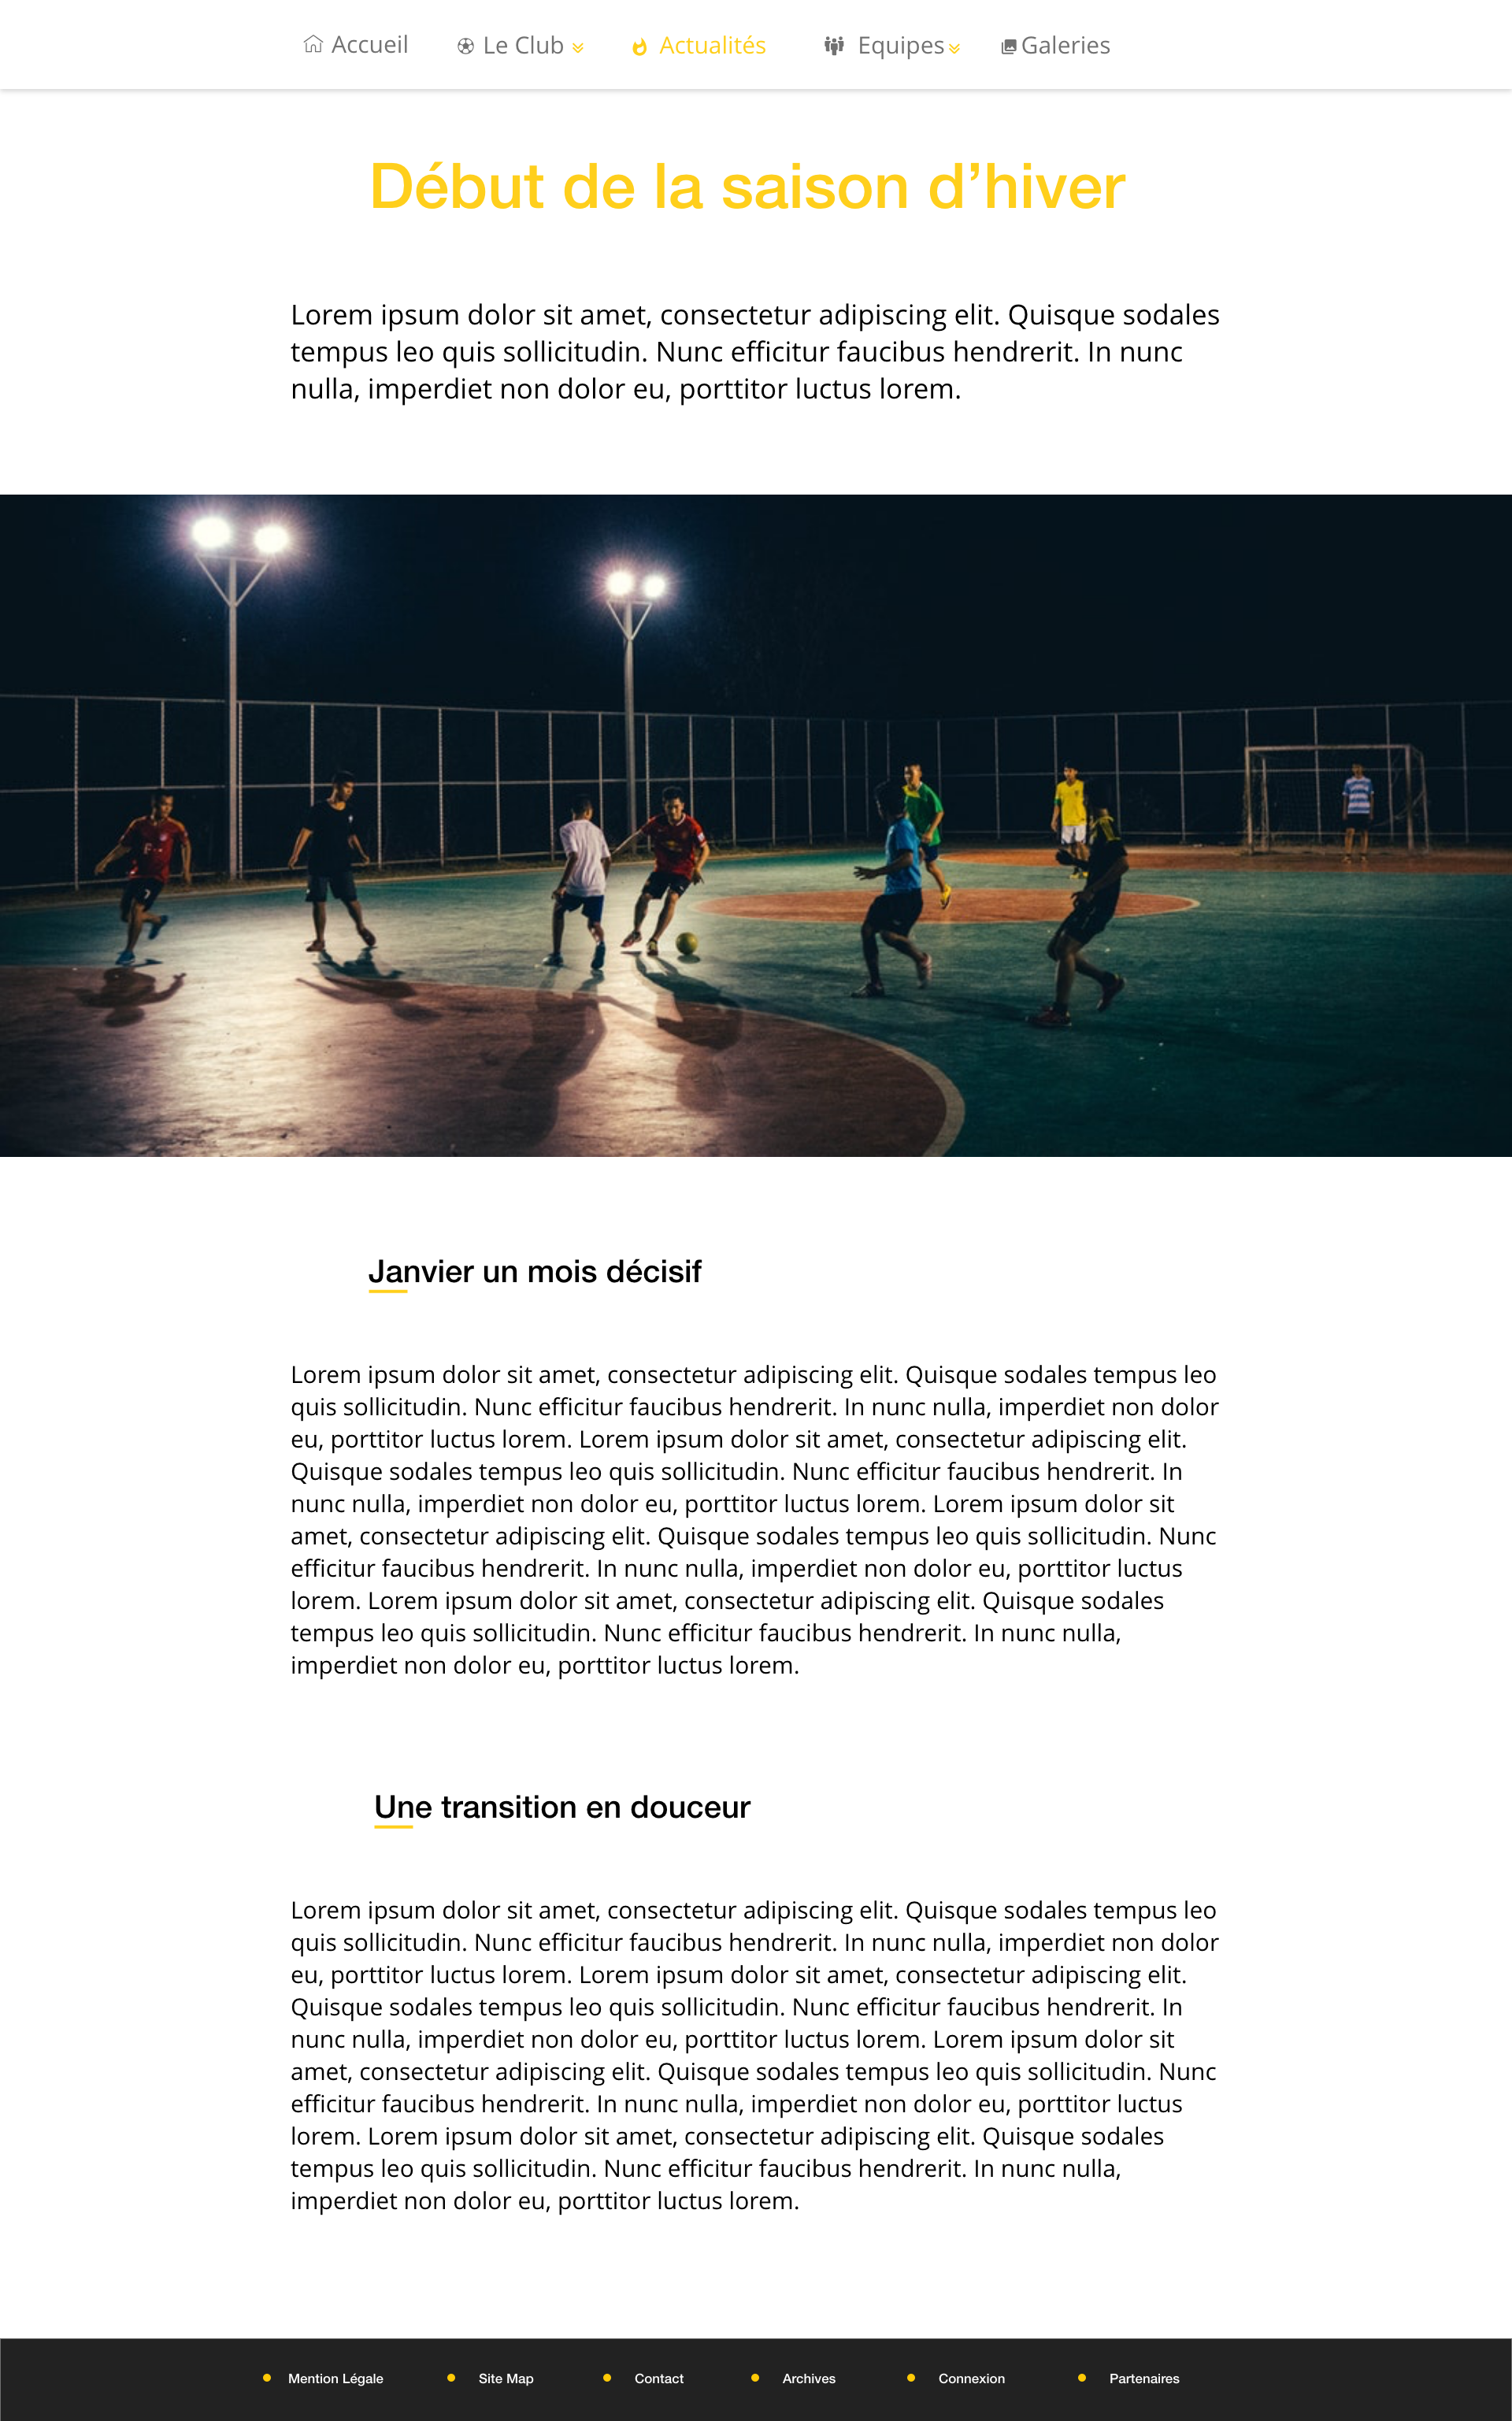 Accueil Le Club Actualités Equipes Galeries
Début de la saison d’hiver
Lorem ipsum dolor sit amet, consectetur adipiscing elit. Quisque sodales
tempus leo quis sollicitudin. Nunc efficitur faucibus hendrerit. In nunc
nulla, imperdiet non dolor eu, porttitor luctus lorem.
Janvier un mois décisif
Lorem ipsum dolor sit amet, consectetur adipiscing elit. Quisque sodales tempus leo
quis sollicitudin. Nunc efficitur faucibus hendrerit. In nunc nulla, imperdiet non dolor
eu, porttitor luctus lorem. Lorem ipsum dolor sit amet, consectetur adipiscing elit.
Quisque sodales tempus leo quis sollicitudin. Nunc efficitur faucibus hendrerit. In
nunc nulla, imperdiet non dolor eu, porttitor luctus lorem. Lorem ipsum dolor sit
amet, consectetur adipiscing elit. Quisque sodales tempus leo quis sollicitudin. Nunc
efficitur faucibus hendrerit. In nunc nulla, imperdiet non dolor eu, porttitor luctus
lorem. Lorem ipsum dolor sit amet, consectetur adipiscing elit. Quisque sodales
tempus leo quis sollicitudin. Nunc efficitur faucibus hendrerit. In nunc nulla,
imperdiet non dolor eu, porttitor luctus lorem.
Une transition en douceur
Lorem ipsum dolor sit amet, consectetur adipiscing elit. Quisque sodales tempus leo
quis sollicitudin. Nunc efficitur faucibus hendrerit. In nunc nulla, imperdiet non dolor
eu, porttitor luctus lorem. Lorem ipsum dolor sit amet, consectetur adipiscing elit.
Quisque sodales tempus leo quis sollicitudin. Nunc efficitur faucibus hendrerit. In
nunc nulla, imperdiet non dolor eu, porttitor luctus lorem. Lorem ipsum dolor sit
amet, consectetur adipiscing elit. Quisque sodales tempus leo quis sollicitudin. Nunc
efficitur faucibus hendrerit. In nunc nulla, imperdiet non dolor eu, porttitor luctus
lorem. Lorem ipsum dolor sit amet, consectetur adipiscing elit. Quisque sodales
tempus leo quis sollicitudin. Nunc efficitur faucibus hendrerit. In nunc nulla,
imperdiet non dolor eu, porttitor luctus lorem.
Mention Légale Site Map Contact Archives Connexion Partenaires